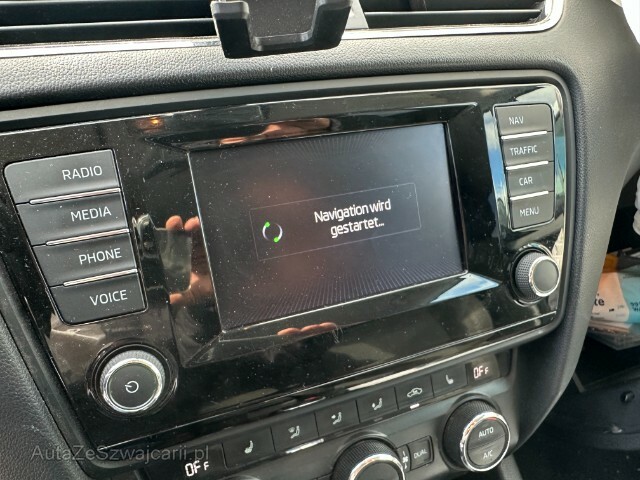 RADIO
MEDIA
PHONE
VOICE
Navigation wird
gestartet...
NAV
TRAFFIC
CAR
MENU
OFF
OFF
AUTO
A/C
DUAL
AutaZeSzwajcarii.pl